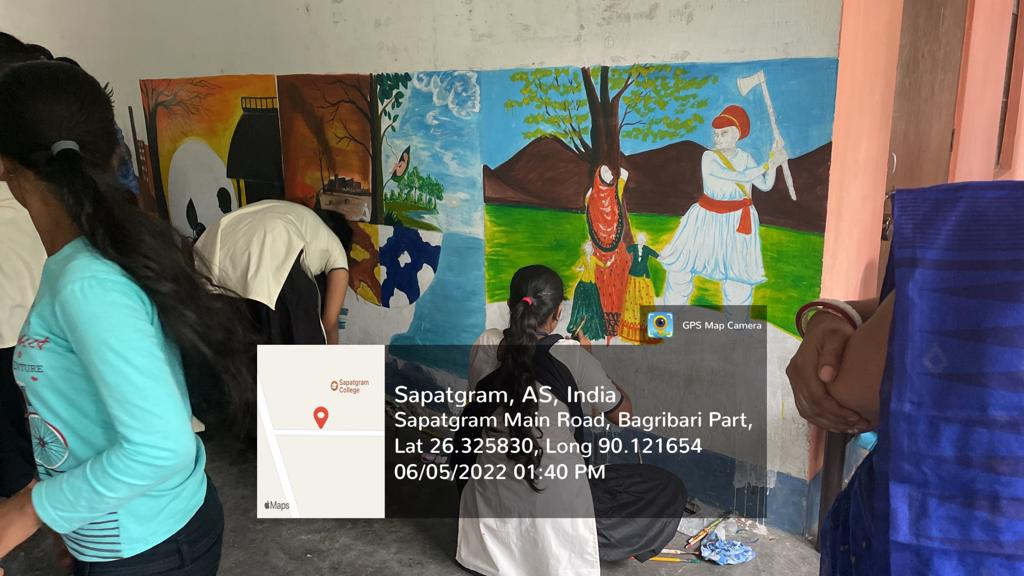 GPS Map Camera
Sapatgram
College
Sapatgram, AS, India
Sapatgram Main Road, Bagribari Part,
Lat 26.325830, Long 90.121654
06/05/2022 01:40 PM
Maps
ENTURE